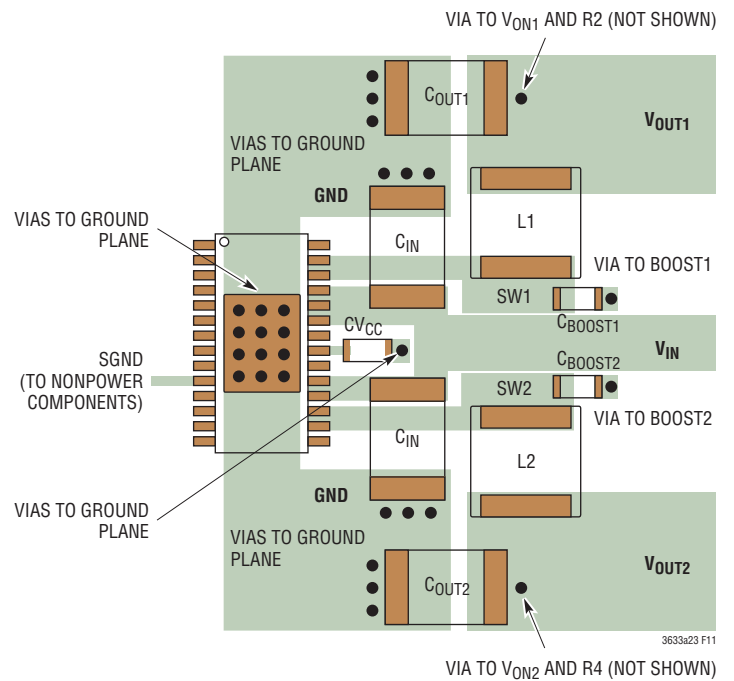 VIA TO VON1 AND R2 (NOT SHOWN)
COUT1
VOUT1
VIAS TO GROUND
PLANE
GND
VIAS TO GROUND
PLANE
CIN
L1
VIA TO BOOST1
SW1
CBOOST1
CVCC
VIN
SGND
(TO NONPOWER
COMPONENTS)
CBOOST2
SW2
VIA TO BOOST2
CIN
L2
GND
VIAS TO GROUND
PLANE
VIAS TO GROUND
PLANE
COUT2
VOUT2
3633a23 F11
VIA TO VON2 AND R4 (NOT SHOWN)